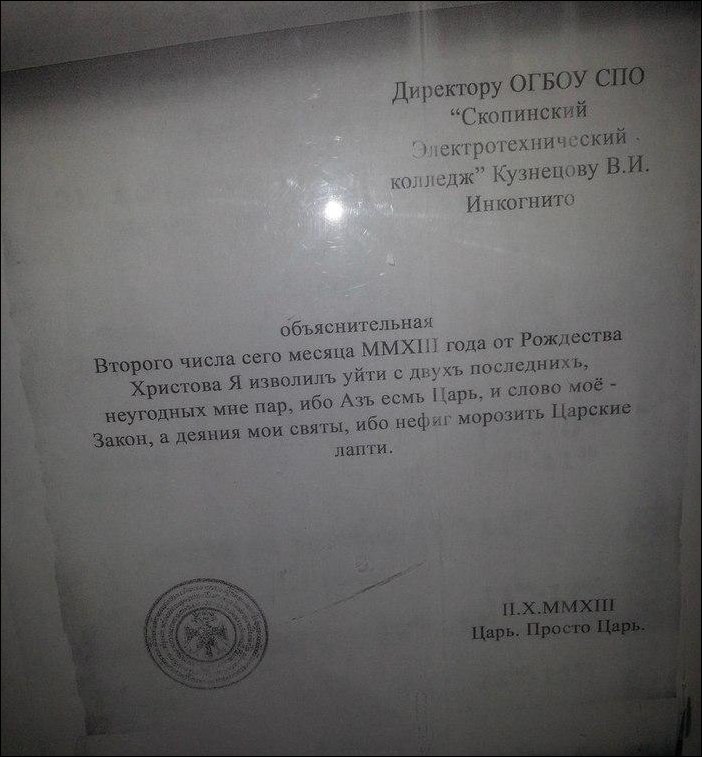 Директору ОГБОУ СПО
“Скопинский
Электротехнический
колледж” Кузнецову В.И.
Инкогнито
объяснительная
Второго числа сего месяца MMXIII года от Рождества
Христова Я изволилъ уйти с двухъ последнихъ,
неугодных мне пар, ибо Азъ есмь Царь, и слово моё -
Закон, а деяния мои святы, ибо нефиг морозить Царские
лапти.
II.X.MMXIII
Царь. Просто Царь.